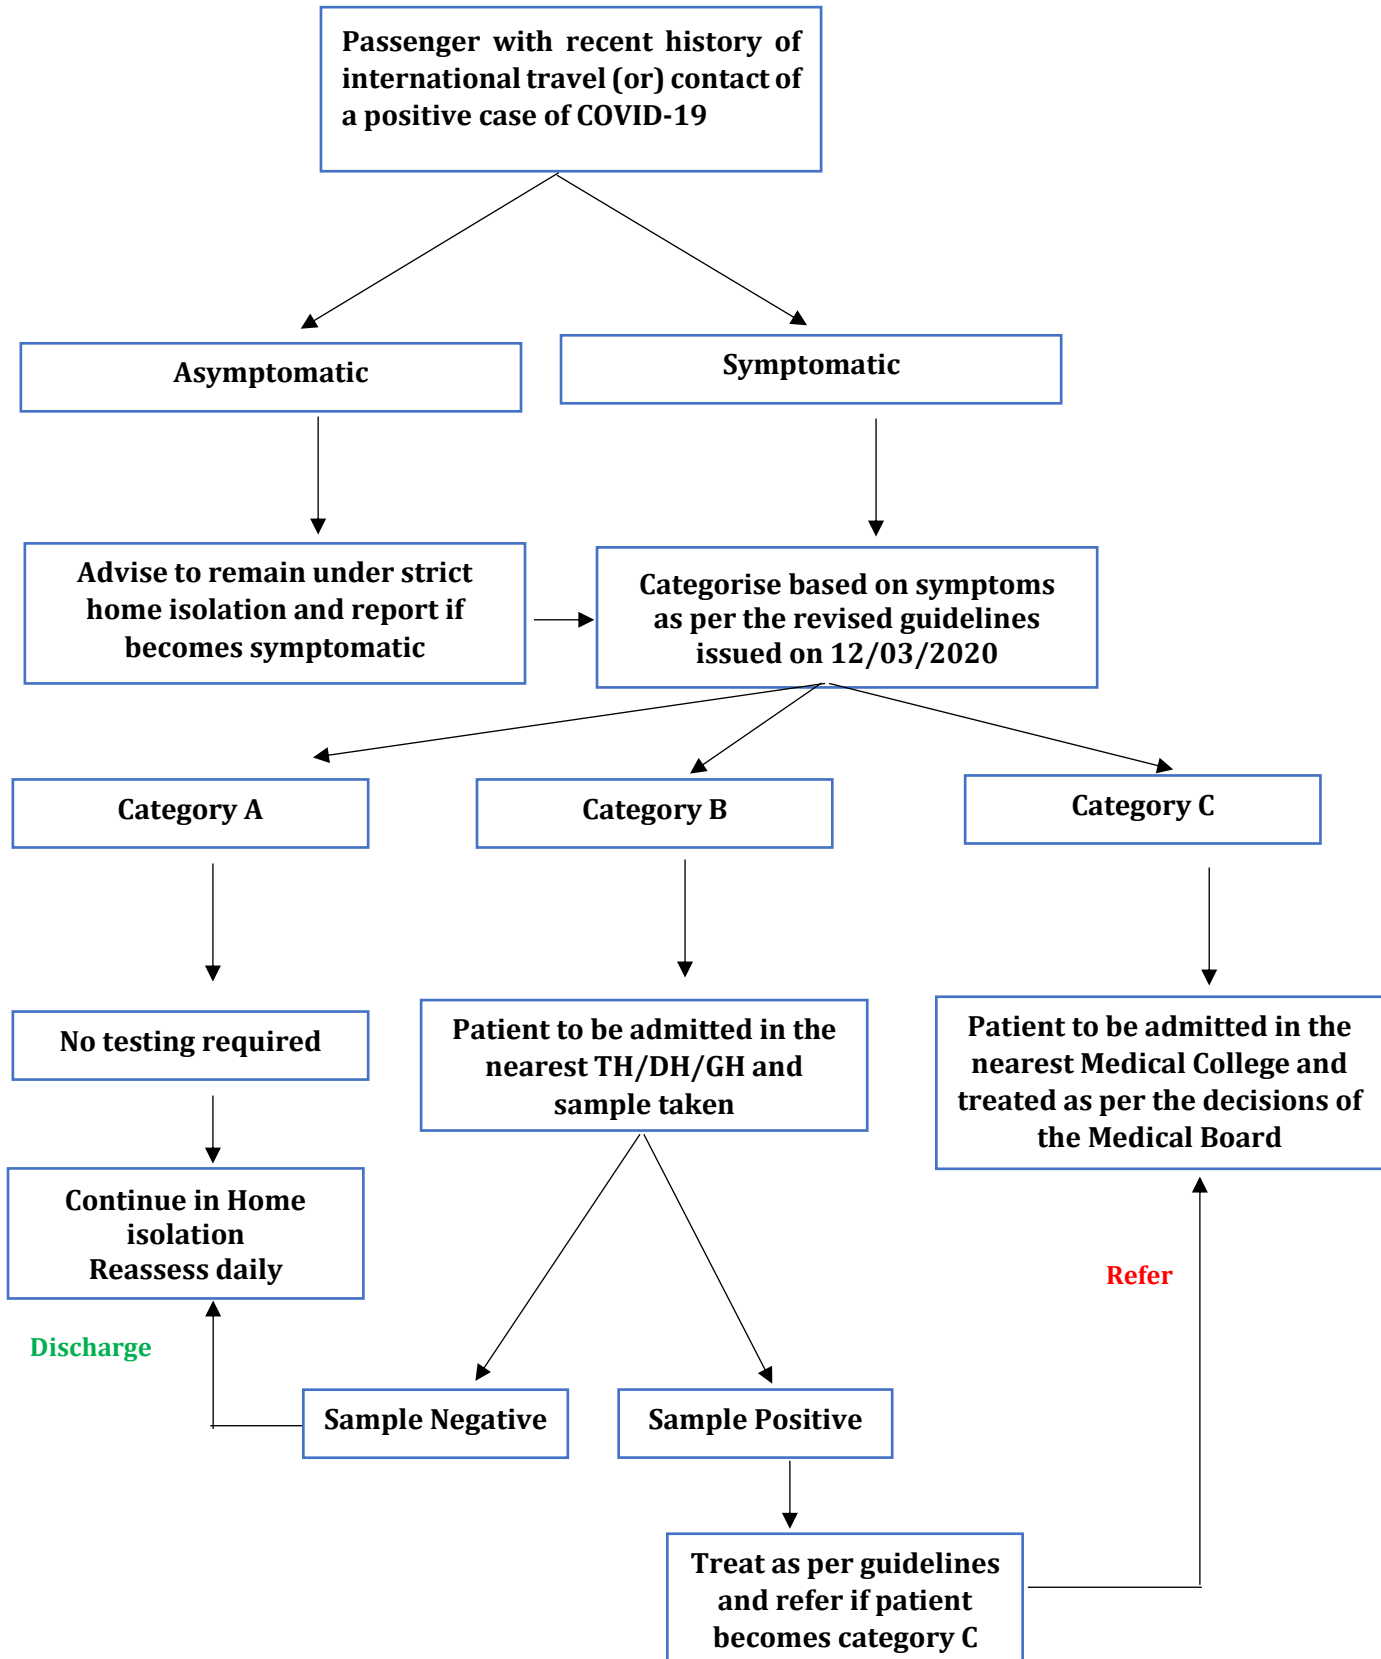 Passenger with recent history of
international travel (or) contact of
a positive case of COVID-19
Asymptomatic
Symptomatic
Advise to remain under strict
home isolation and report if
becomes symptomatic
Categorise based on symptoms
as per the revised guidelines
issued on 12/03/2020
Category A
Category B
Category C
No testing required
Patient to be admitted in the
nearest TH/DH/GH and
sample taken
Patient to be admitted in the
nearest Medical College and
treated as per the decisions of
the Medical Board
Continue in Home
isolation
Reassess daily
Refer
Discharge
Sample Negative
Sample Positive
Treat as per guidelines
and refer if patient
becomes category C